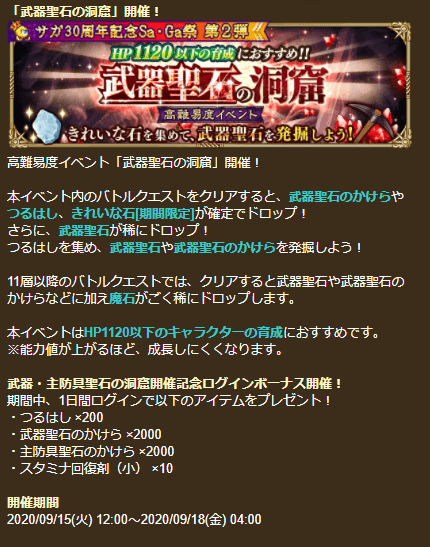 「武器聖石の洞窟」開催！
サガ30周年記念Sa・Ga祭 第2弾
HP1120以下の育成におすすめ!!
武器聖石の洞窟
高難易度イベント
きれいな石を集めて、武器聖石を発掘しよう!
高難易度イベント「武器聖石の洞窟」開催！
本イベント内のバトルクエストをクリアすると、武器聖石のかけらや
つるはし、きれいな石[期間限定]が確定でドロップ！
さらに、武器聖石が稀にドロップ！
つるはしを集め、武器聖石や武器聖石のかけらを発掘しよう！
11層以降のバトルクエストでは、クリアすると武器聖石や武器聖石の
かけらなどに加え魔石がごく稀にドロップします。
本イベントはHP1120以下のキャラクターの育成におすすめです。
※能力値が上がるほど、成長しにくくなります。
武器・主防具聖石の洞窟開催記念ログインボーナス開催！
期間中、1日間ログインで以下のアイテムをプレゼント！
・つるはし ×200
・武器聖石のかけら ×2000
・主防具聖石のかけら ×2000
・スタミナ回復剤（小） ×10
開催期間
2020/09/15(火) 12:00～2020/09/18(金) 04:00